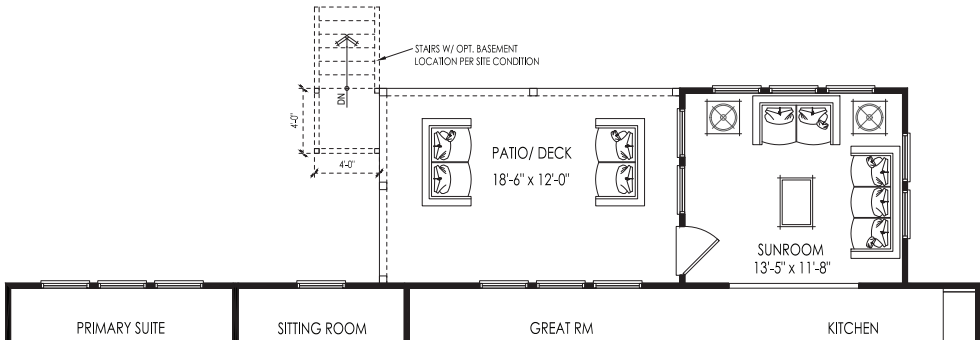 STAIRS W/ OPT. BASEMENT
LOCATION PER SITE CONDITION
DN
4'-0"
4'-0"
PATIO/ DECK
18'-6" x 12'-0"
SUNROOM
13'-5" x 11'-8"
PRIMARY SUITE
SITTING ROOM
GREAT RM
KITCHEN